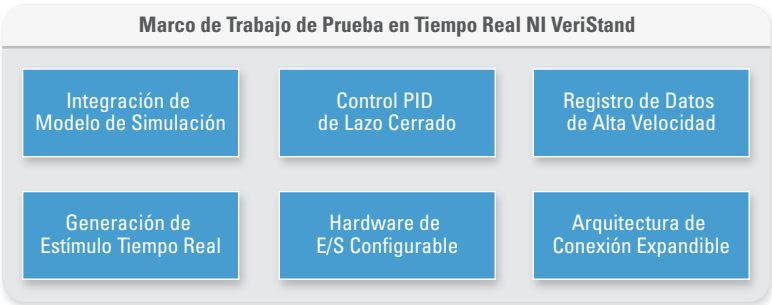 Marco de Trabajo de Prueba en Tiempo Real NI VeriStand
Integración de
Modelo de Simulación
Control PID
de Lazo Cerrado
Registro de Datos
de Alta Velocidad
Generación de
Estímulo Tiempo Real
Hardware de
E/S Configurable
Arquitectura de
Conexión Expandible